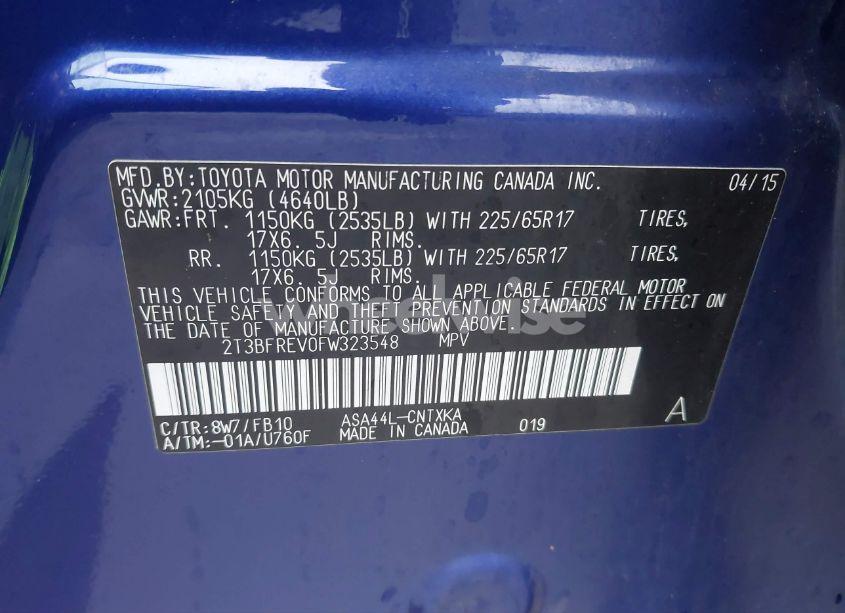 MFD.BY:TOYOTA MOTOR MANUFACTURING CANADA INC. 04/15
GVWR:2105KG (4640LB)
GAWR:FRT. 1150KG (2535LB) WITH 225/65R17 TIRES,
17X6. 5J RIMS.
RR. 1150KG (2535LB) WITH 225/65R17 TIRES,
17X6. 5J RIMS.
THIS VEHICLE CONFORMS TO ALL APPLICABLE FEDERAL MOTOR
VEHICLE SAFETY AND THEFT PREVENTION STANDARDS IN EFFECT ON
THE DATE OF MANUFACTURE SHOWN ABOVE.
2T3BFREV0FW323548 MPV
C/TR:8W7/FB10 ASA44L-CNTXKA 019 A
A/TM:-01A/U760F MADE IN CANADA
wheelwise